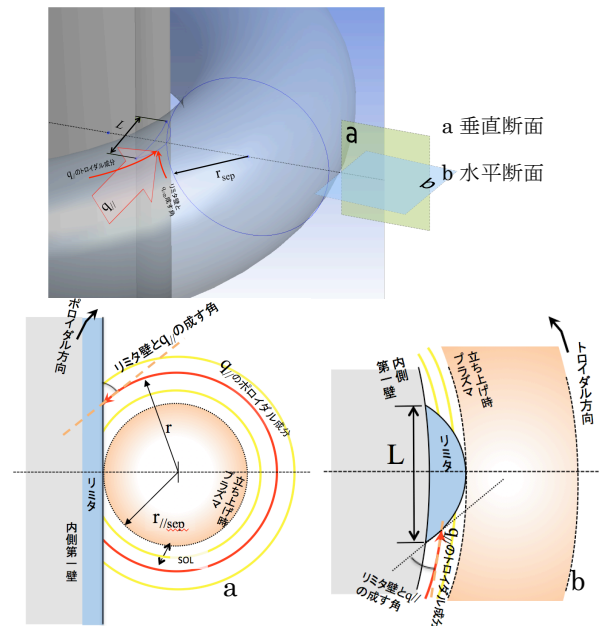 L
q//のトロイダル成分
q//
リミタ壁と
q//の成す角
r sep
a
b
a 垂直断面
b 水平断面
ポロイダル方向
リミタ壁とq//の成す角
q//のポロイダル成分
r
r//sep
立ち上げ時
プラズマ
リミタ
内側第一壁
SOL
a
トロイダル方向
内側
第一壁
立ち上げ時
プラズマ
リミタ
L
q//のトロイダル成分
リミタ壁とq//
の成す角
b